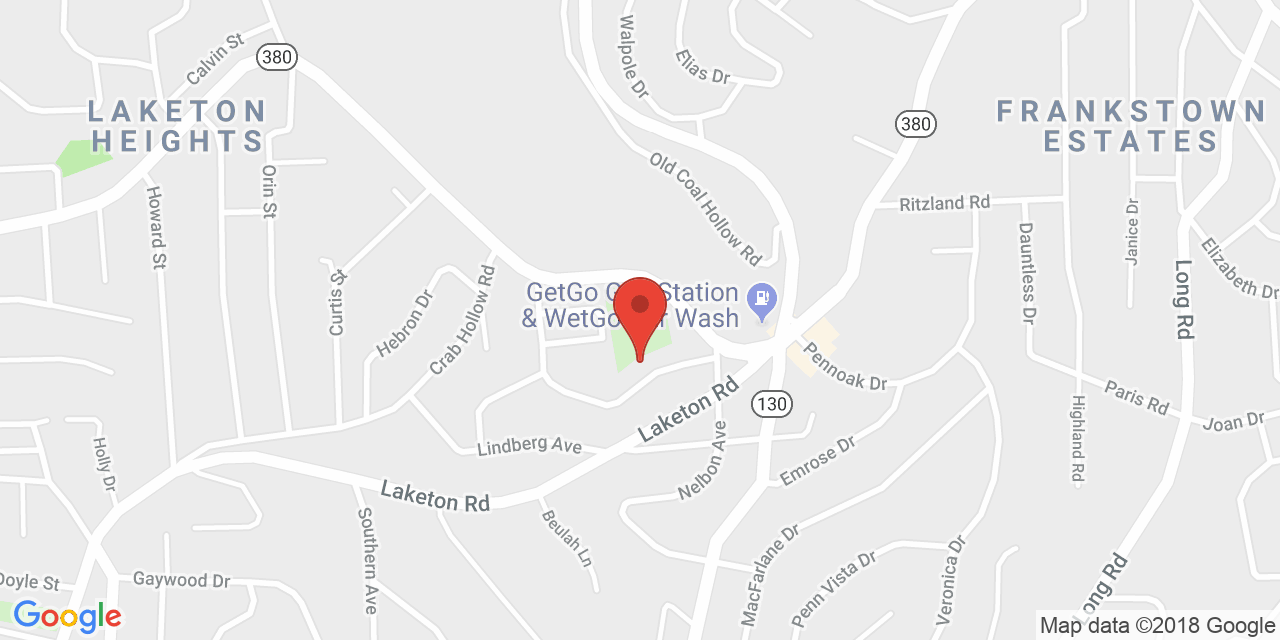 Calvin St
380
LAKETON
HEIGHTS
Walpole Dr
Elias Dr
FRANKSTOWN
ESTATES
380
Old Coal Hollow Rd
Orin St
Howard St
Ritzland Rd
Janice Dr
Dauntless Dr
Elizabeth Dr
Long Rd
Curtis St
Hebron Dr
Crab Hollow Rd
GetGo G Station
& WetGo r Wash
Pennoak Dr
Paris Rd
Joan Dr
130
Laketon Rd
Highland Rd
Lindberg Ave
Nelbon Ave
Emrose Dr
Holly Dr
Laketon Rd
Southern Ave
Beulah Ln
MacFarlane Dr
Penn Vista Dr
Veronica Dr
Long Rd
Doyle St
Gaywood Dr
Google
Map data ©2018 Google